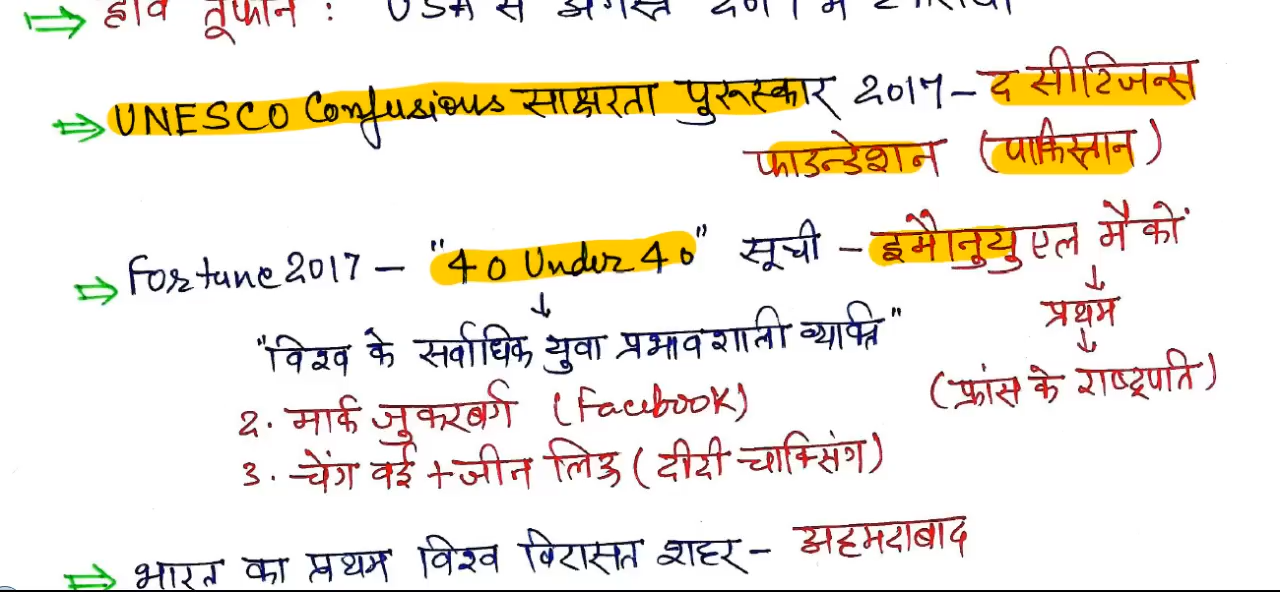 ⇒ हार्वे तूफान : USA से अगस्त 2017 में टकराया
⇒ UNESCO Confusious साक्षरता पुरूस्कार 2017 – द सीटिजन्स
फाउन्डेशन (पाकिस्तान)
⇒ Fortune 2017 – "40 Under 40" सूची – इमैनुयुएल मैक्रों
↓ ↓
प्रथम
"विश्व के सर्वाधिक युवा प्रभावशाली व्यक्ति" ↓
2. मार्क जुकरबर्ग (Facebook) (फ्रांस के राष्ट्रपति)
3. चेंग वई + जीन लिउ (दीदी चाक्सिंग)
⇒ भारत का प्रथम विश्व विरासत शहर – अहमदाबाद